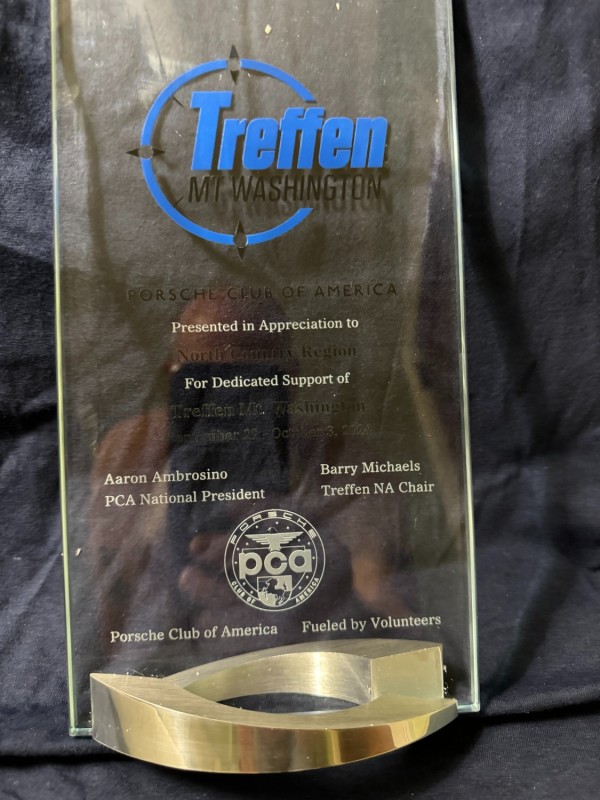 Treffen
MT. WASHINGTON
PORSCHE CLUB OF AMERICA
Presented in Appreciation to
North Country Region
For Dedicated Support of
Treffen Mt. Washington
Aaron Ambrosino
PCA National President
Barry Michaels
Treffen NA Chair
PORSCHE
pca
CLUB OF AMERICA
Porsche Club of America
Fueled by Volunteers